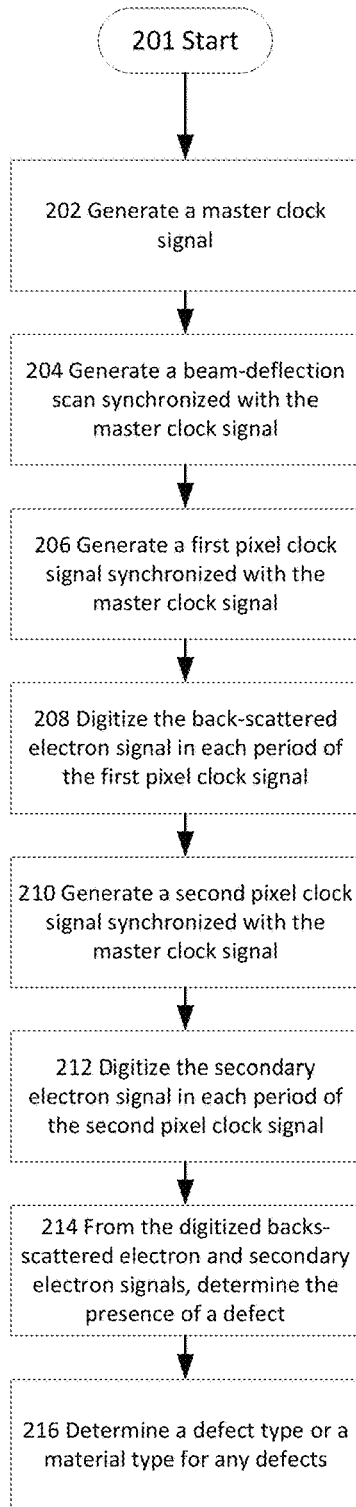 201 Start
202 Generate a master clock
signal
204 Generate a beam-deflection
scan synchronized with the
master clock signal
206 Generate a first pixel clock
signal synchronized with the
master clock signal
208 Digitize the back-scattered
electron signal in each period of
the first pixel clock signal
210 Generate a second pixel clock
signal synchronized with the
master clock signal
212 Digitize the secondary
electron signal in each period of
the second pixel clock signal
214 From the digitized backs-
scattered electron and secondary
electron signals, determine the
presence of a defect
216 Determine a defect type or a
material type for any defects